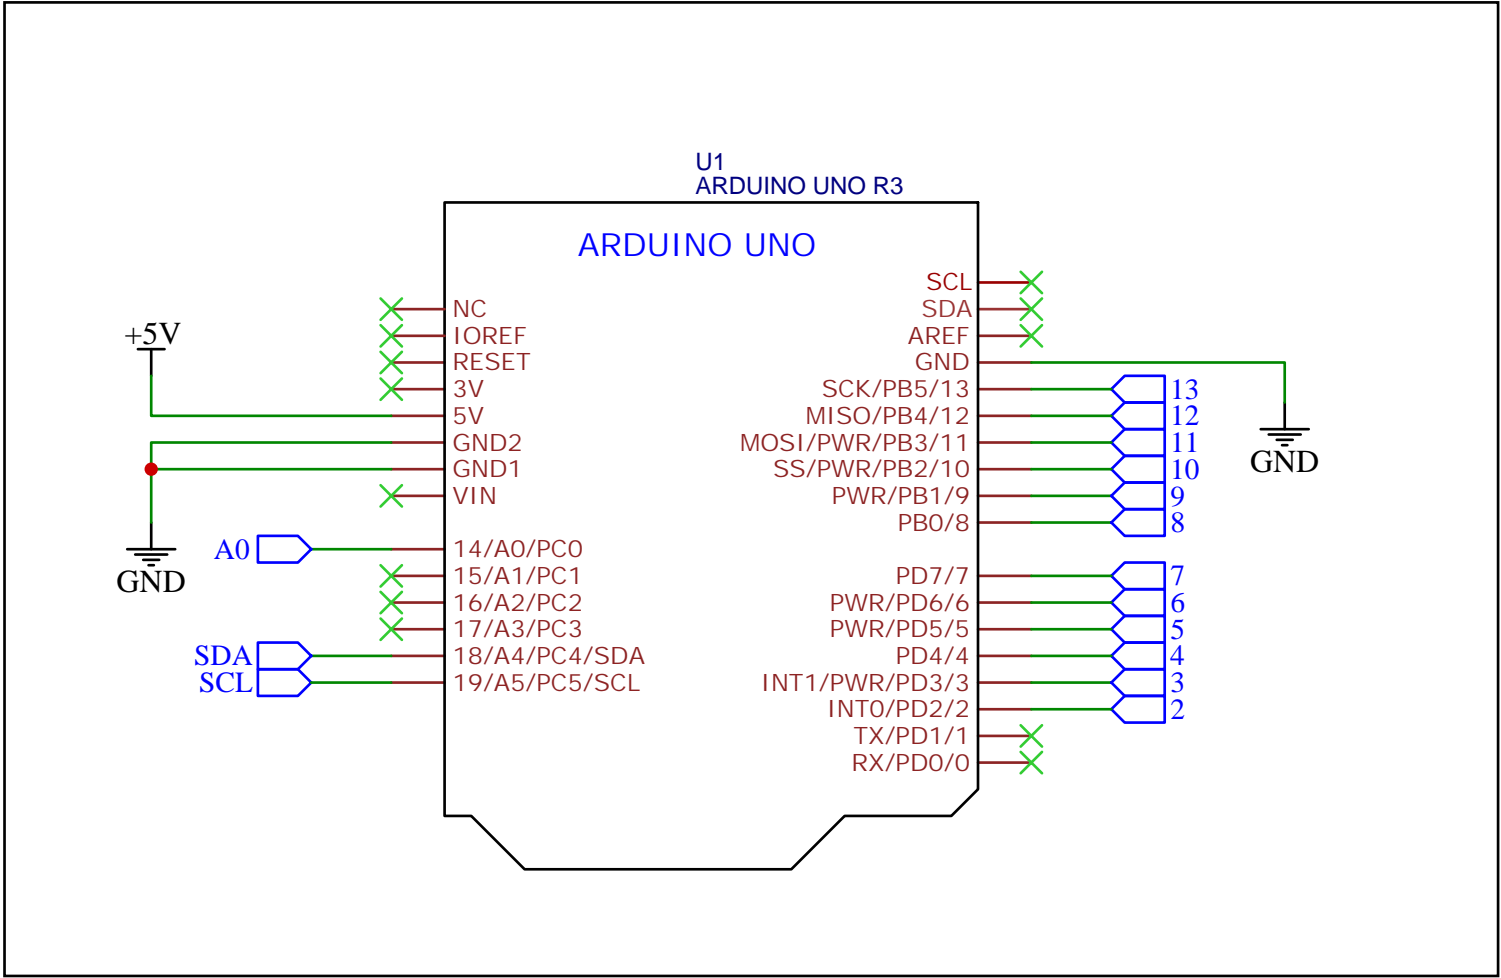 U1
ARDUINO UNO R3
ARDUINO UNO
+5V
GND
A0
SDA
SCL
NC
IOREF
RESET
3V
5V
GND2
GND1
VIN
14/A0/PC0
15/A1/PC1
16/A2/PC2
17/A3/PC3
18/A4/PC4/SDA
19/A5/PC5/SCL
SCL
SDA
AREF
GND
SCK/PB5/13
MISO/PB4/12
MOSI/PWR/PB3/11
SS/PWR/PB2/10
PWR/PB1/9
PB0/8
PD7/7
PWR/PD6/6
PWR/PD5/5
PD4/4
INT1/PWR/PD3/3
INT0/PD2/2
TX/PD1/1
RX/PD0/0
13
12
11
10
9
8
7
6
5
4
3
2
GND